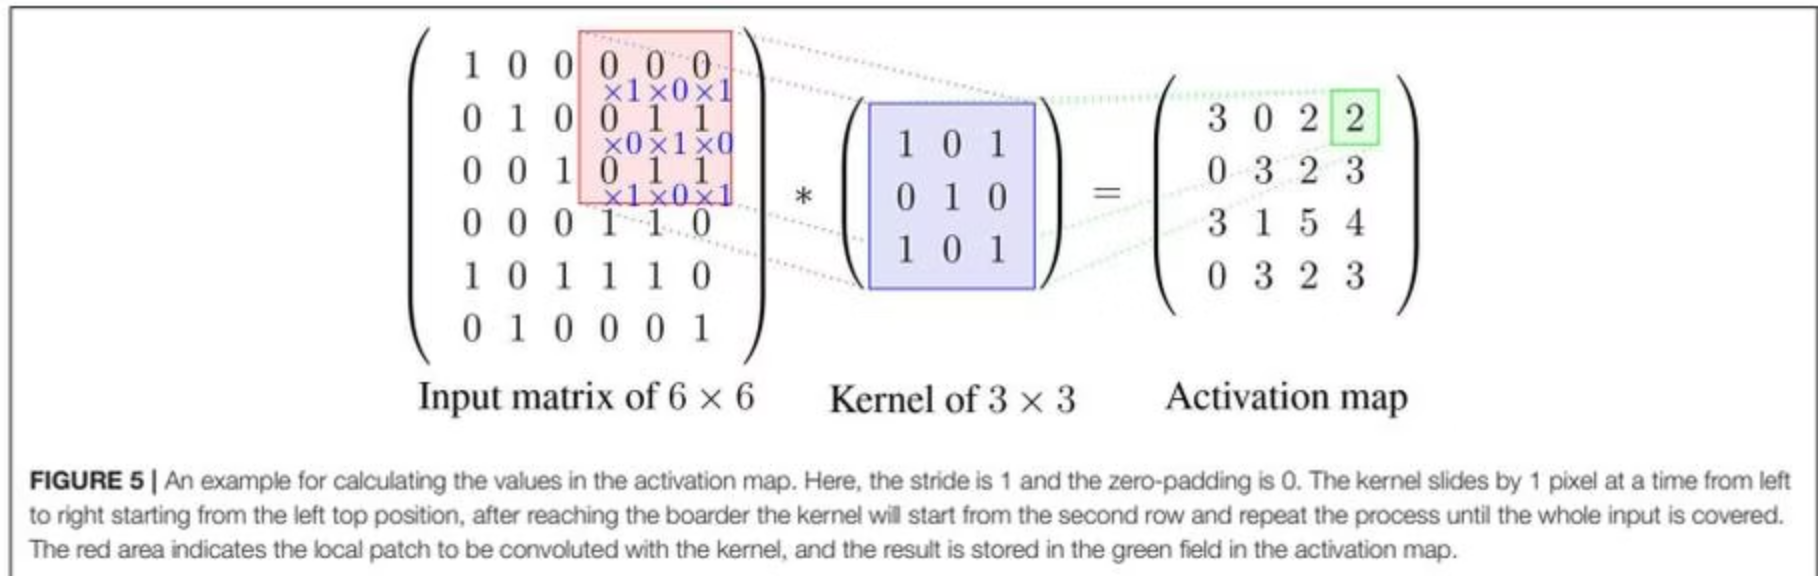 1 0 0 0 0 0
×1 ×0 ×1
0 1 0 0 1 1
×0 ×1 ×0
0 0 1 0 1 1
×1 ×0 ×1
0 0 0 1 1 0
1 0 1 1 1 0
0 1 0 0 0 1
Input matrix of 6 × 6
*
1 0 1
0 1 0
1 0 1
Kernel of 3 × 3
=
3 0 2 2
0 3 2 3
3 1 5 4
0 3 2 3
Activation map
FIGURE 5 | An example for calculating the values in the activation map. Here, the stride is 1 and the zero-padding is 0. The kernel slides by 1 pixel at a time from left
to right starting from the left top position, after reaching the boarder the kernel will start from the second row and repeat the process until the whole input is covered.
The red area indicates the local patch to be convoluted with the kernel, and the result is stored in the green field in the activation map.